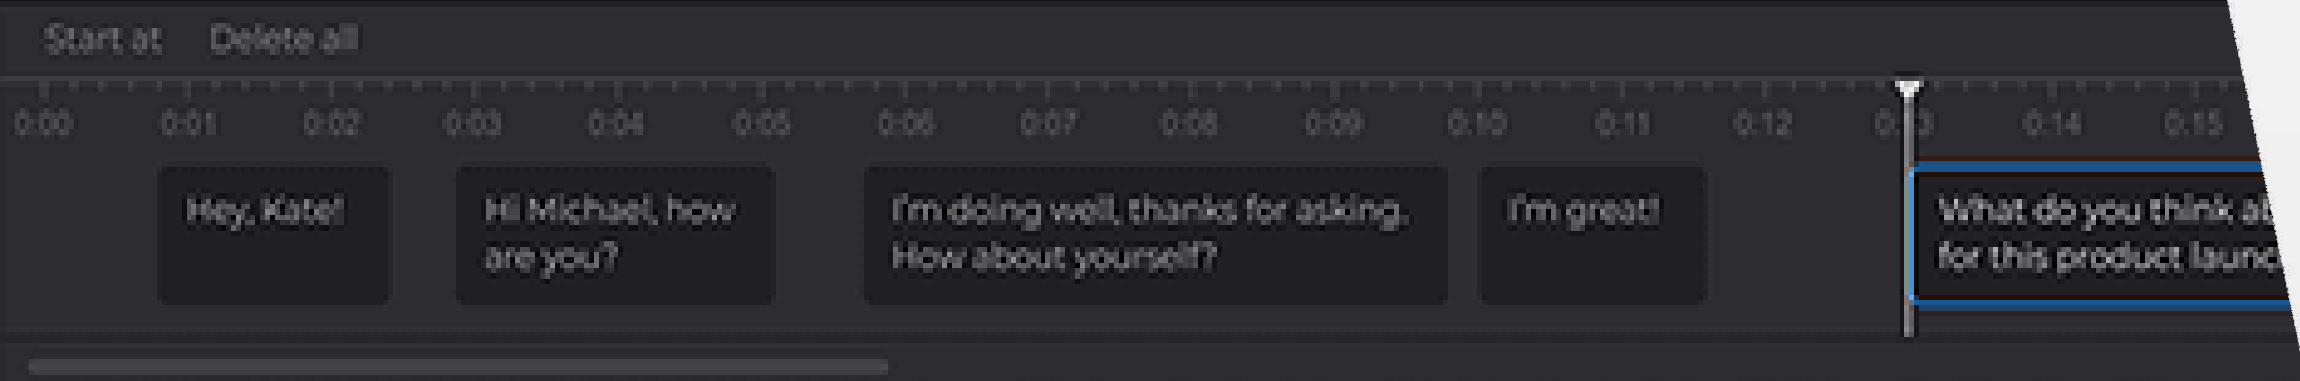 Start at Delete all
0:00 0:01 0:02 0:03 0:04 0:05 0:06 0:07 0:08 0:09 0:10 0:11 0:12 0:14 0:15
Hey, Kate!
Hi Michael, how
are you?
I'm doing well, thanks for asking.
How about yourself?
I'm great!
What do you think
for this product